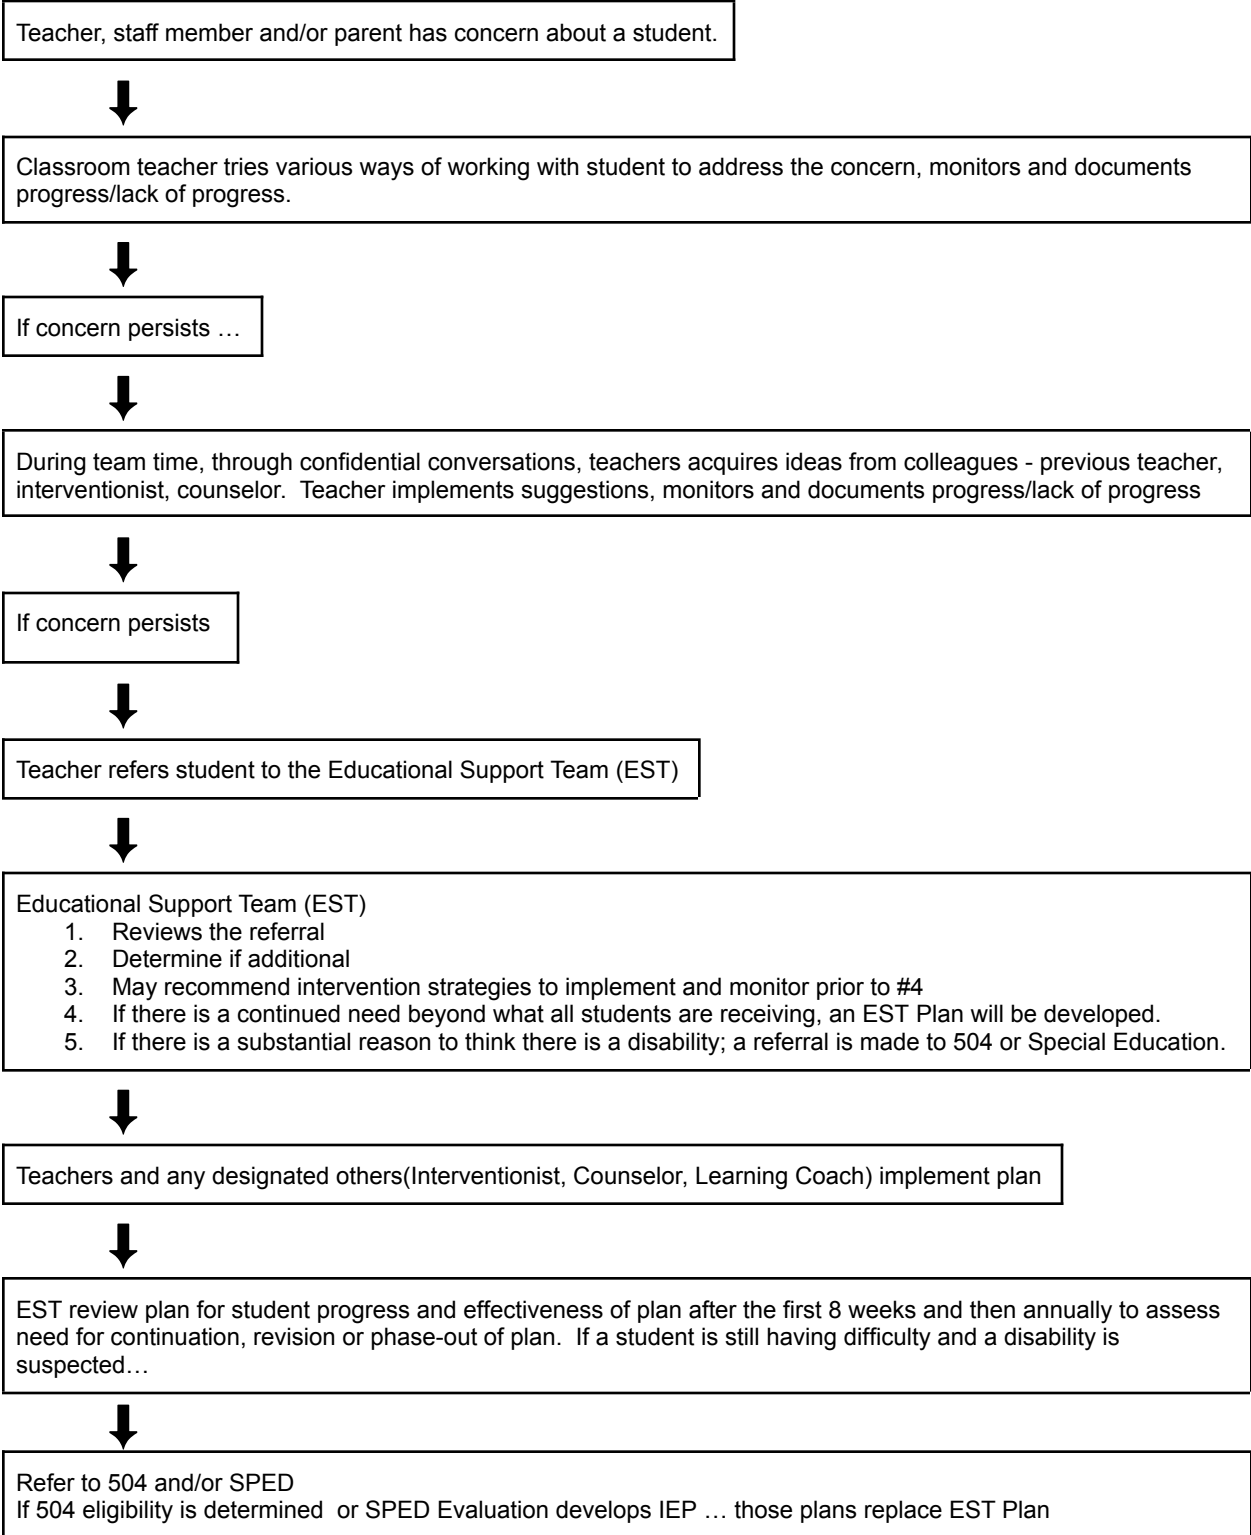 Teacher, staff member and/or parent has concern about a student.
Classroom teacher tries various ways of working with student to address the concern, monitors and documents
progress/lack of progress.
If concern persists …
During team time, through confidential conversations, teachers acquires ideas from colleagues - previous teacher,
interventionist, counselor.  Teacher implements suggestions, monitors and documents progress/lack of progress
If concern persists
Teacher refers student to the Educational Support Team (EST)
Educational Support Team (EST)
1. Reviews the referral
2. Determine if additional
3. May recommend intervention strategies to implement and monitor prior to #4
4. If there is a continued need beyond what all students are receiving, an EST Plan will be developed.
5. If there is a substantial reason to think there is a disability; a referral is made to 504 or Special Education.
Teachers and any designated others(Interventionist, Counselor, Learning Coach) implement plan
EST review plan for student progress and effectiveness of plan after the first 8 weeks and then annually to assess
need for continuation, revision or phase-out of plan.  If a student is still having difficulty and a disability is
suspected…
Refer to 504 and/or SPED
If 504 eligibility is determined  or SPED Evaluation develops IEP … those plans replace EST Plan